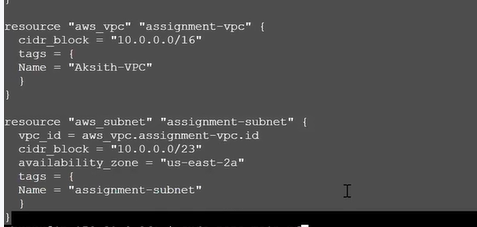 }
resource "aws_vpc" "assignment-vpc" {
  cidr_block = "10.0.0.0/16"
  tags = {
  Name = "Aksith-VPC"
  }
}
resource "aws_subnet" "assignment-subnet" {
  vpc_id = aws_vpc.assignment-vpc.id
  cidr_block = "10.0.0.0/23"
  availability_zone = "us-east-2a"
  tags = {
  Name = "assignment-subnet"
  }
}